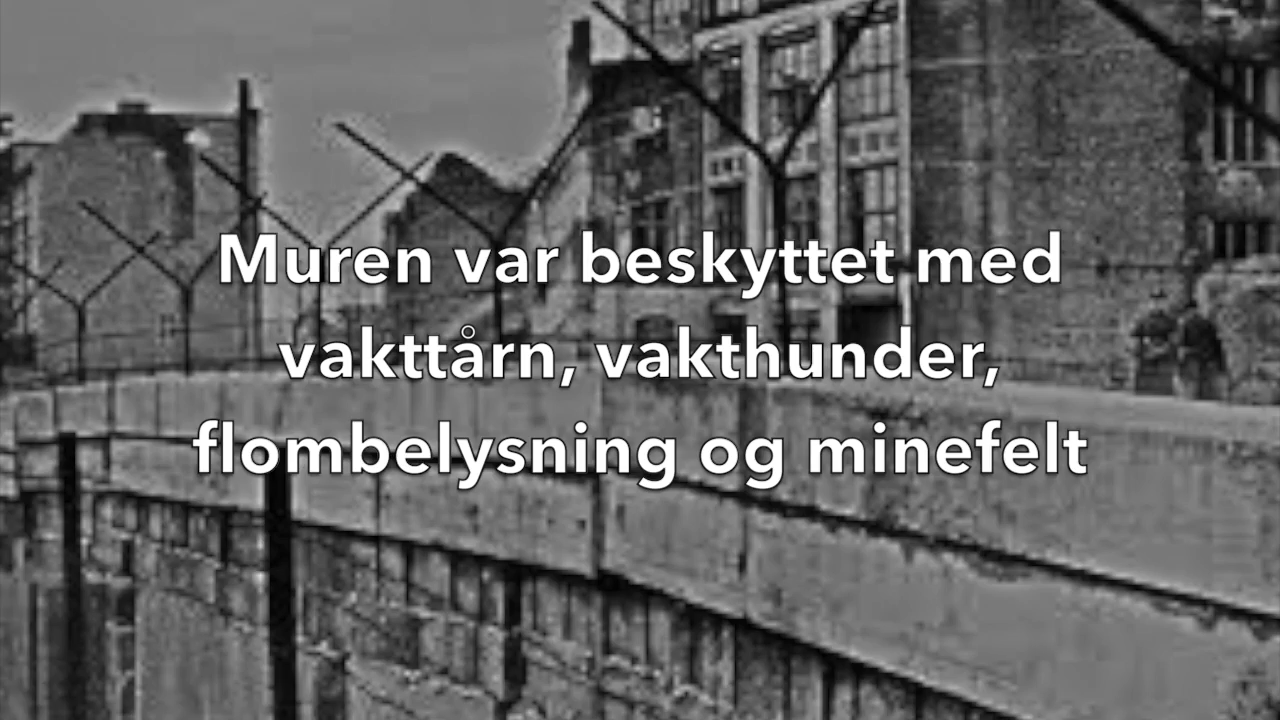 Muren var beskyttet med
vakttårn, vakthunder,
flombelysning og minefelt